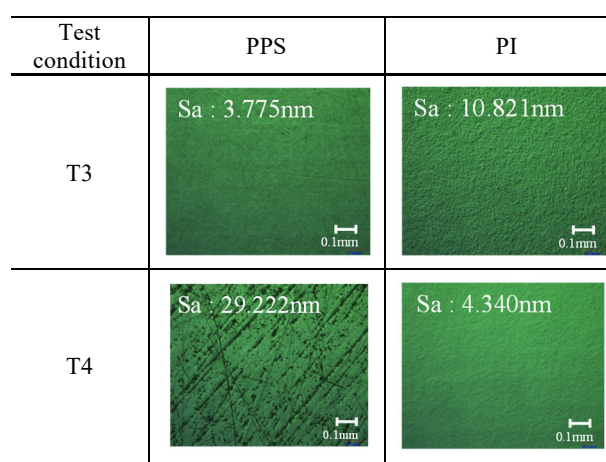 Test
condition
PPS
PI
T3
Sa : 3.775nm
0.1mm
Sa : 10.821nm
0.1mm
T4
Sa : 29.222nm
0.1mm
Sa : 4.340nm
0.1mm